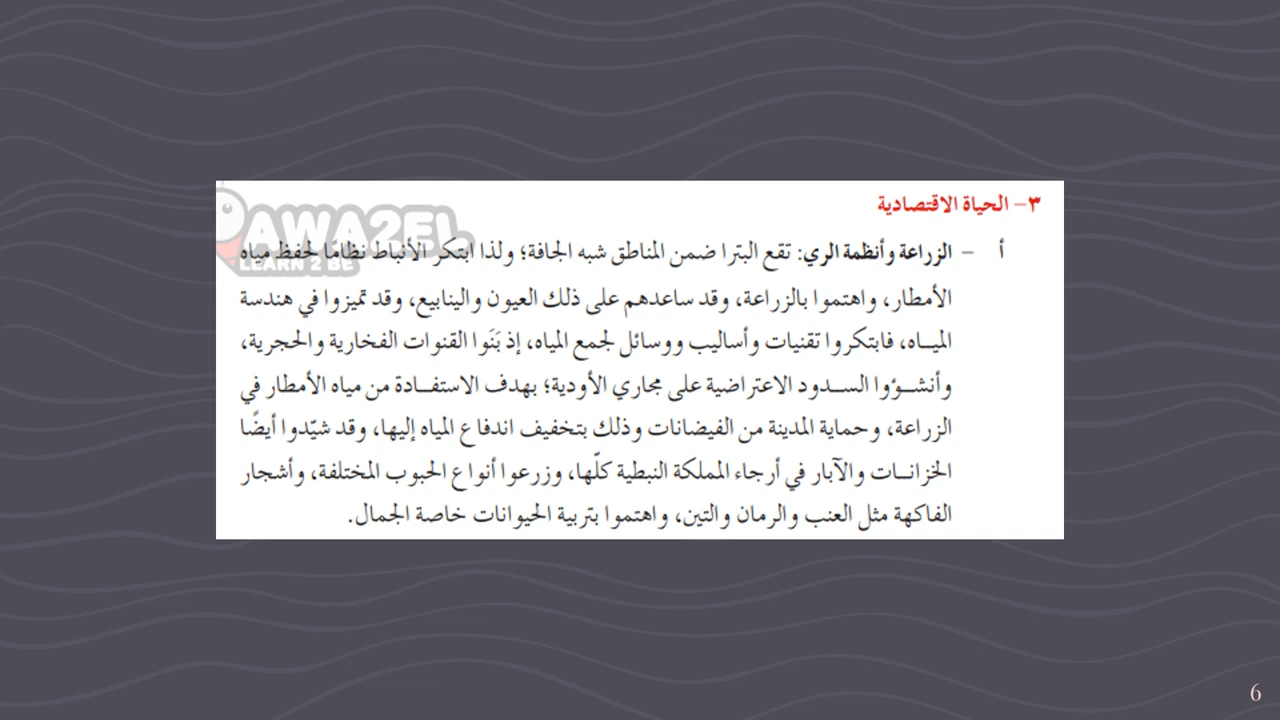 ٣- الحياة الاقتصادية
أ - الزراعة وأنظمة الري: تقع البترا ضمن المناطق شبه الجافة؛ ولذا ابتكر الأنباط نظامًا لحفظ مياه
الأمطار، واهتموا بالزراعة، وقد ساعدهم على ذلك العيون والينابيع، وقد تميزوا في هندسة
الميـاه، فابتكروا تقنيات وأساليب ووسائل لجمع المياه، إذ بَنَوا القنوات الفخارية والحجرية،
وأنشـؤوا السـدود الاعتراضية على مجاري الأودية؛ بهدف الاستفـادة من مياه الأمطار في
الزراعة، وحماية المدينة من الفيضانات وذلك بتخفيف اندفاع المياه إليها، وقد شيّدوا أيضًا
الخزانـات والآبار في أرجاء المملكة النبطية كلّها، وزرعوا أنواع الحبوب المختلفة، وأشجار
الفاكهة مثل العنب والرمان والتين، واهتموا بتربية الحيوانات خاصة الجمال.
AWA2EL
LEARN 2 BE
6